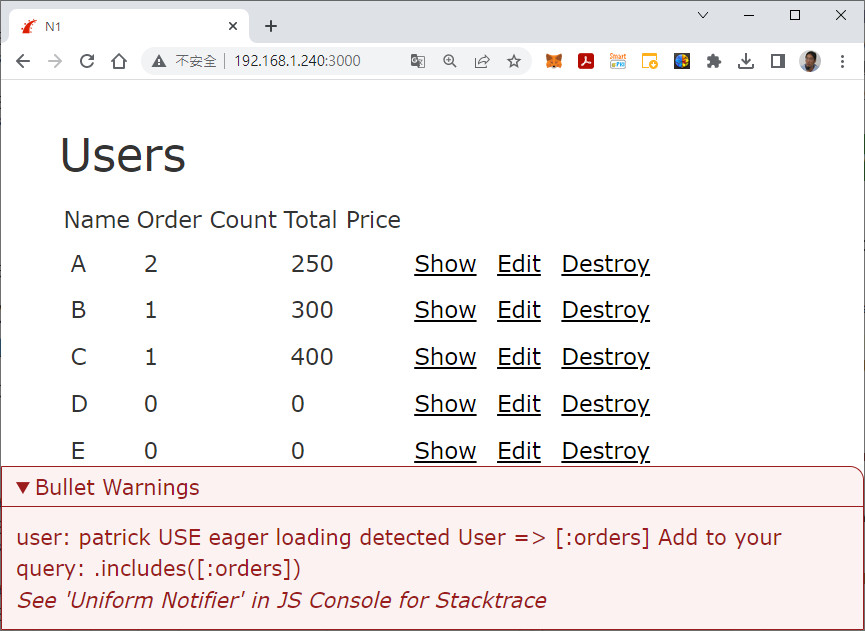 N1
不安全 192.168.1.240:3000
Users
Name Order Count Total Price
A 2 250 Show Edit Destroy
B 1 300 Show Edit Destroy
C 1 400 Show Edit Destroy
D 0 0 Show Edit Destroy
E 0 0 Show Edit Destroy
Bullet Warnings
user: patrick USE eager loading detected User => [:orders] Add to your
query: .includes([:orders])
See 'Uniform Notifier' in JS Console for Stacktrace